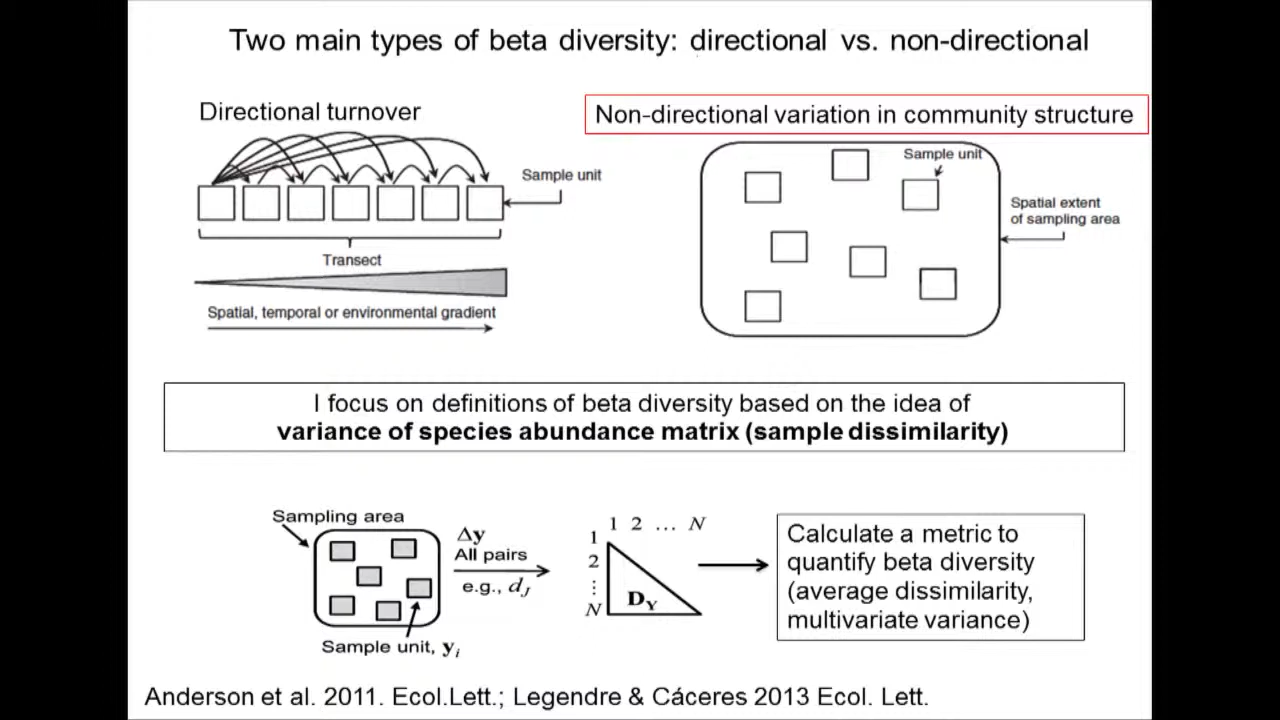 Two main types of beta diversity: directional vs. non-directional
Directional turnover
Sample unit
Transect
Spatial, temporal or environmental gradient
Non-directional variation in community structure
Sample unit
Spatial extent
of sampling area
I focus on definitions of beta diversity based on the idea of
variance of species abundance matrix (sample dissimilarity)
Sampling area
Sample unit, yᵢ
Δy
All pairs
e.g., d_J
1 2 … N
1
2
⋮
N
D_Y
Calculate a metric to
quantify beta diversity
(average dissimilarity,
multivariate variance)
Anderson et al. 2011. Ecol.Lett.; Legendre & Cáceres 2013 Ecol. Lett.